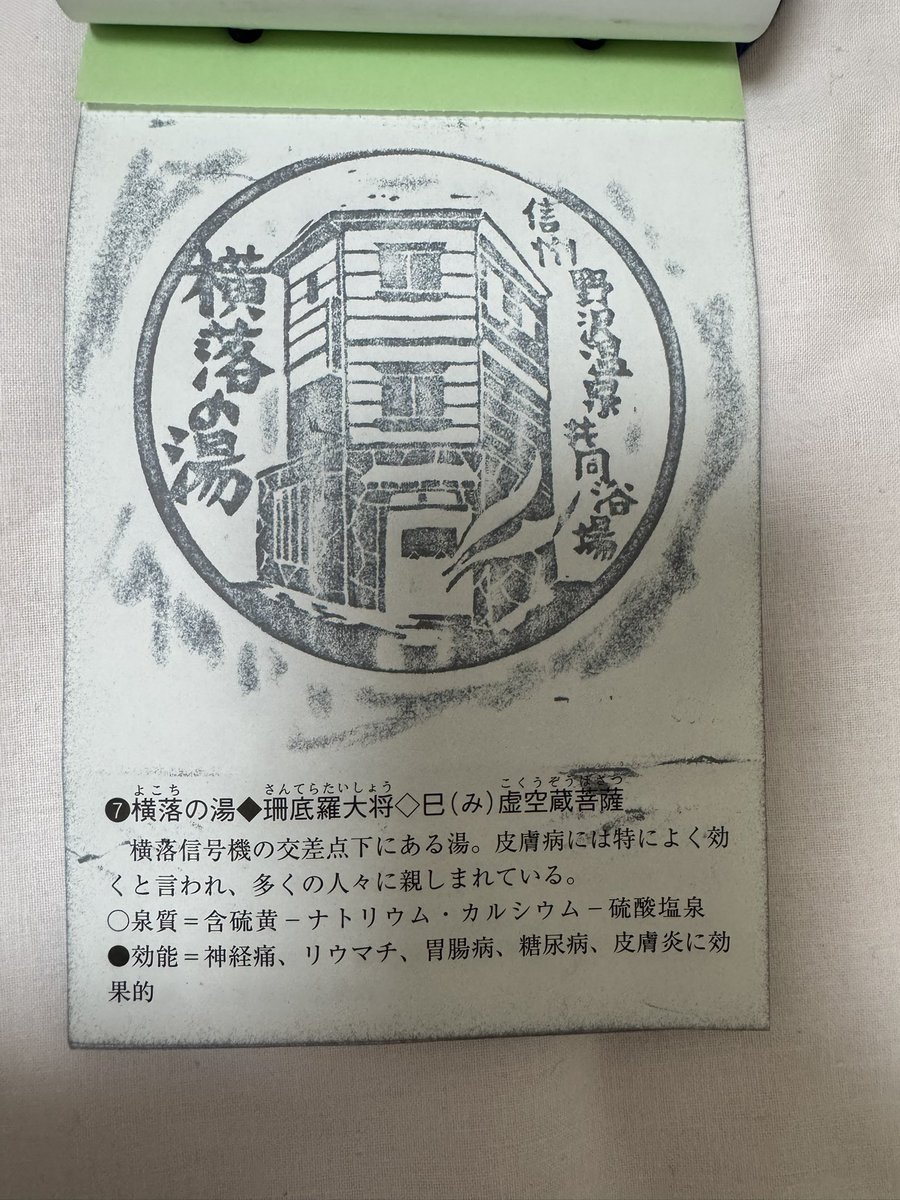 信州
野沢温泉共同浴場
横落の湯
❼横落の湯◆珊底羅大将◇巳(み)虚空蔵菩薩
よこち さんてらたいしょう こくうぞうぼさつ
横落信号機の交差点下にある湯。皮膚病には特によく効
くと言われ、多くの人々に親しまれている。
○泉質=含硫黄−ナトリウム・カルシウム−硫酸塩泉
●効能=神経痛、リウマチ、胃腸病、糖尿病、皮膚炎に効
果的